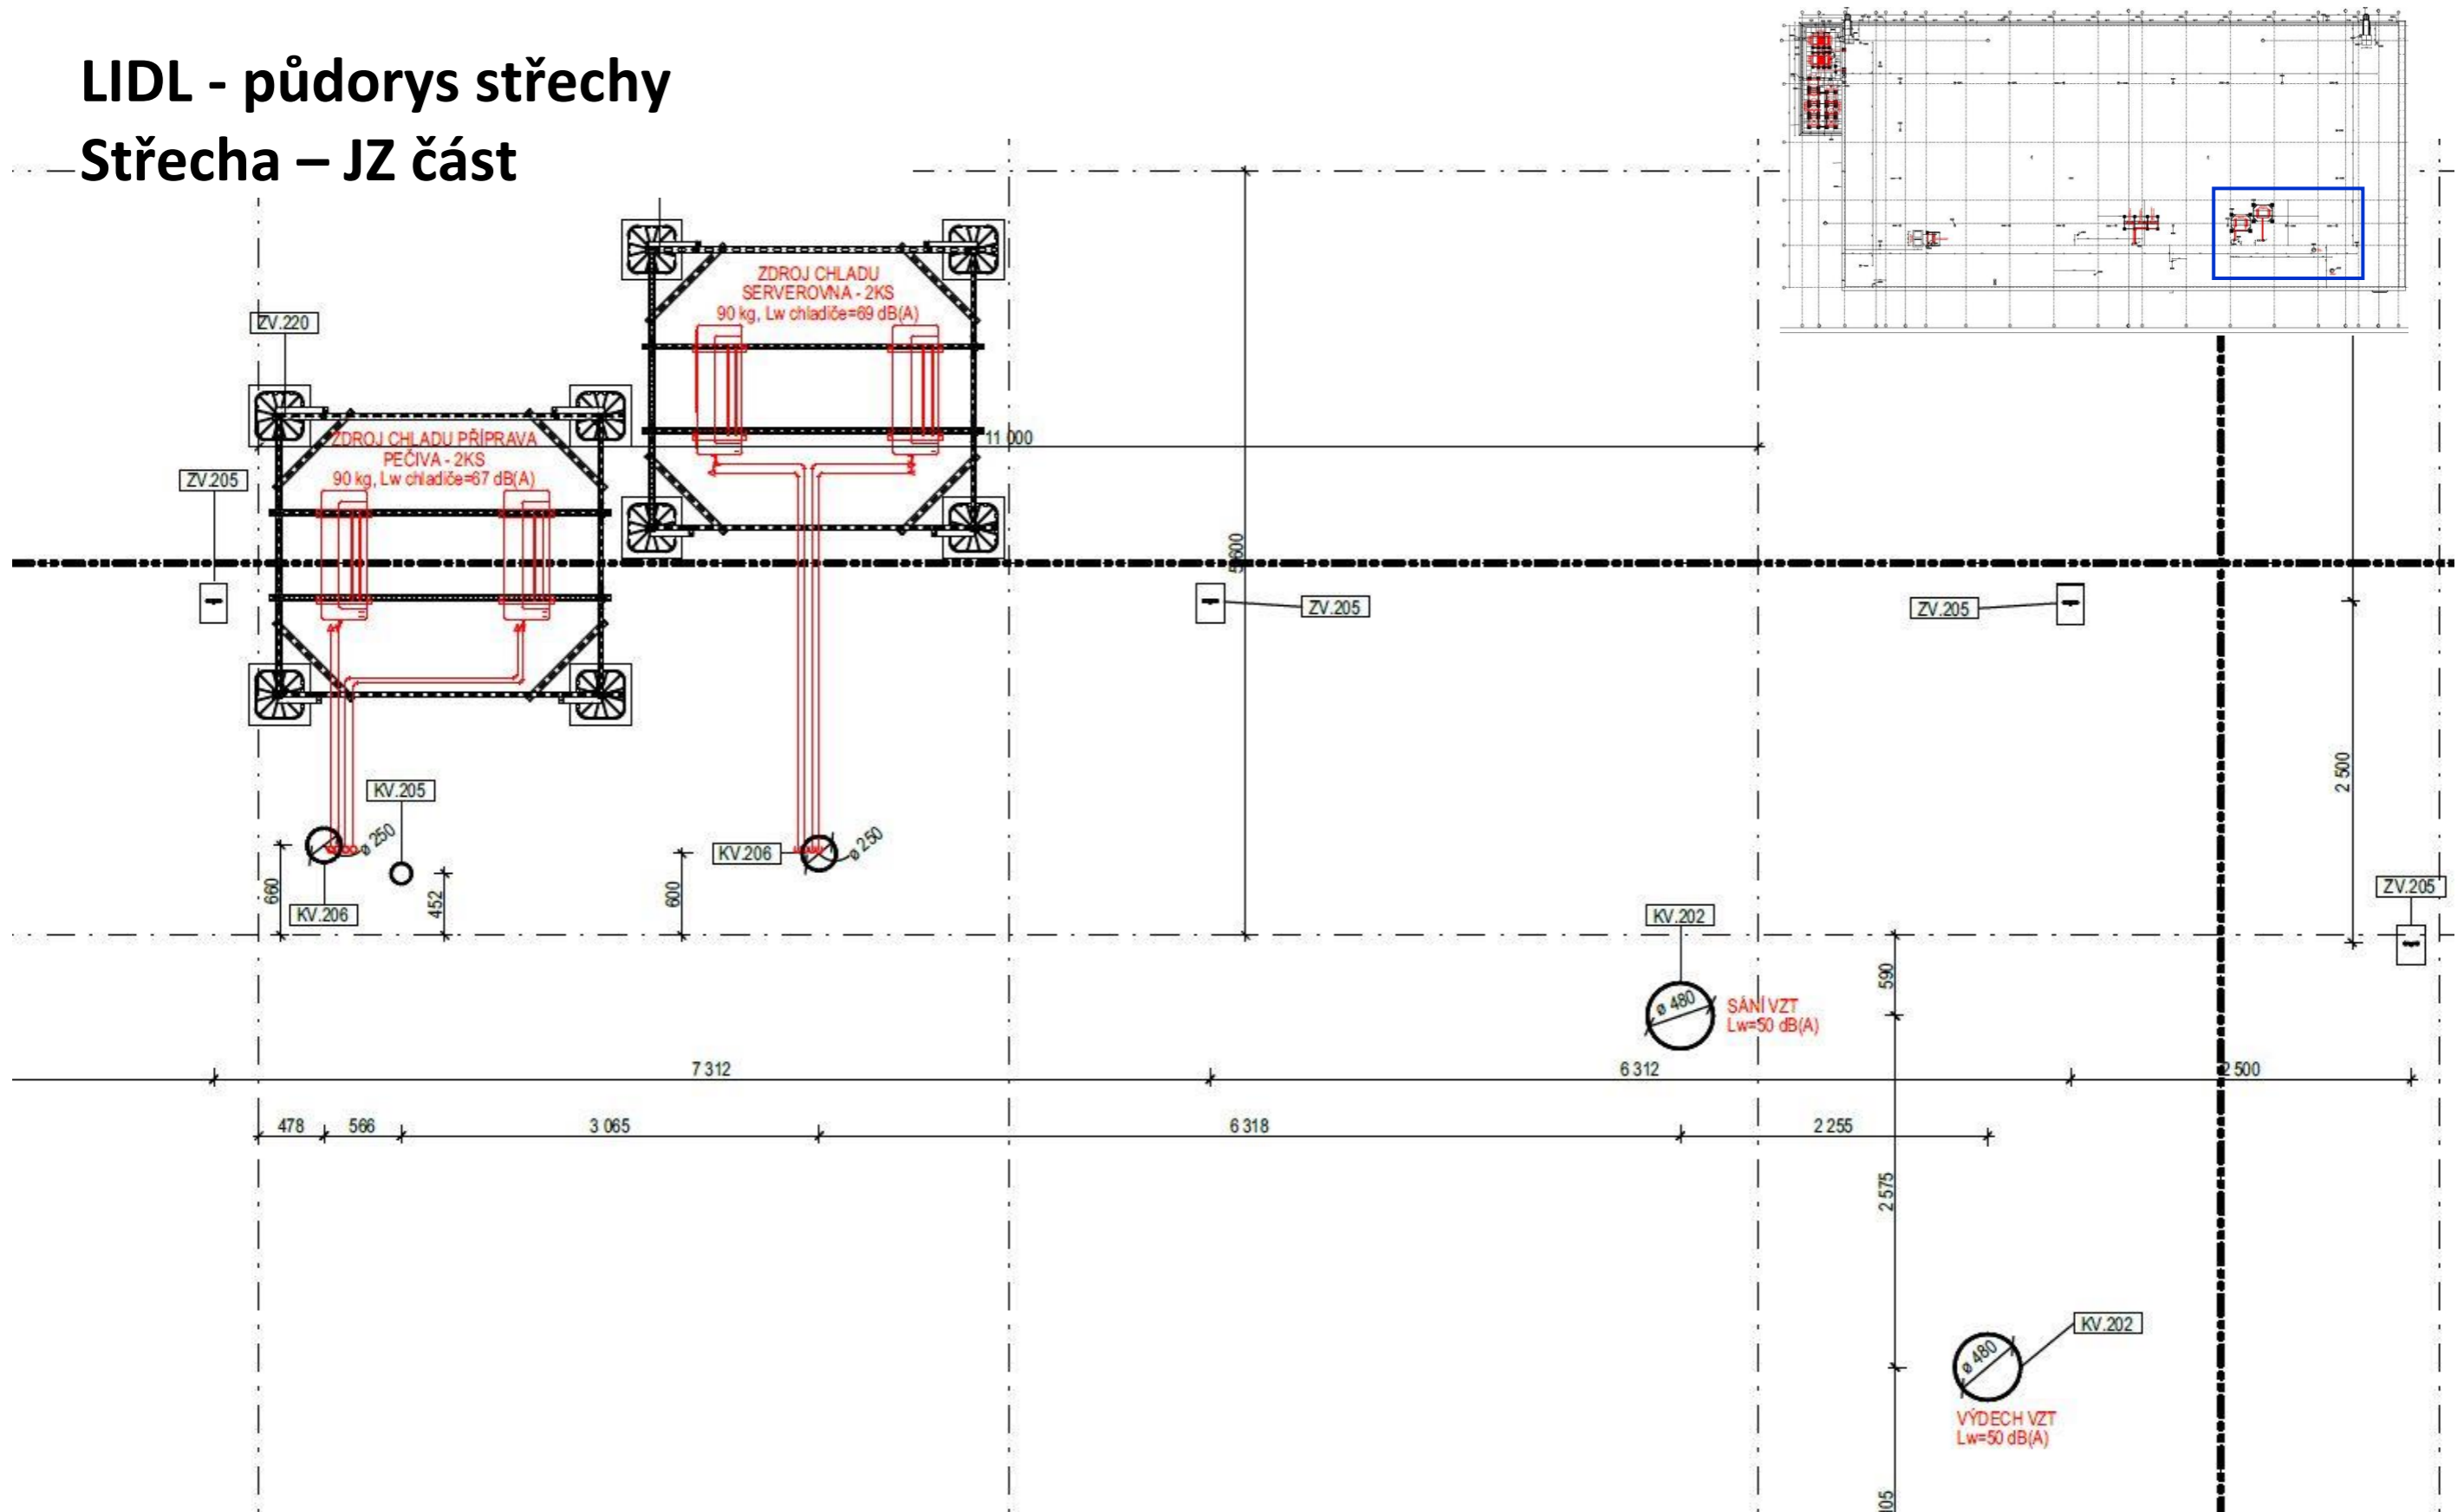 LIDL - půdorys střechy
Střecha – JZ část
ZDROJ CHLADU
SERVEROVNA - 2KS
90 kg, Lw chladiče=69 dB(A)
ZV.220
ZDROJ CHLADU PŘÍPRAVA
PEČIVA - 2KS
90 kg, Lw chladiče=67 dB(A)
11 000
ZV.205
5 600
ZV.205
ZV.205
2 500
KV.205
ø 250
KV.206
ø 250
660
KV.206
452
600
ZV.205
KV.202
590
ø 480
SÁNÍ VZT
Lw=50 dB(A)
7 312
6 312
2 500
478
566
3 065
6 318
2 255
2 575
KV.202
ø 480
VÝDECH VZT
Lw=50 dB(A)